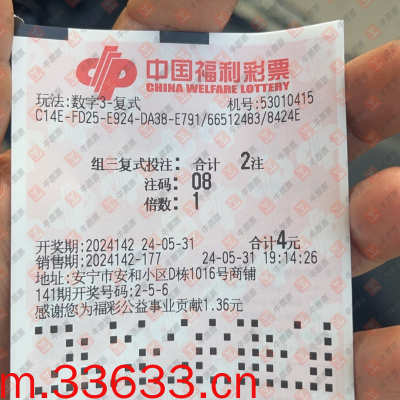 中国福利彩票
CHINA WELFARE LOTTERY
玩法:数字3-复式 机号:53010415
C14E-FD25-E924-DA38-E791/66512483/8424E
组三复式投注: 合计 2注
注码: 08
倍数: 1
开奖期:2024142 24-05-31 合计4元
销售期:2024142-177 24-05-31 19:14:26
地址:安宁市安和小区D栋1016号商铺
141期开奖号码:2-5-6
感谢您为福彩公益事业贡献1.36元
m.33633.cn